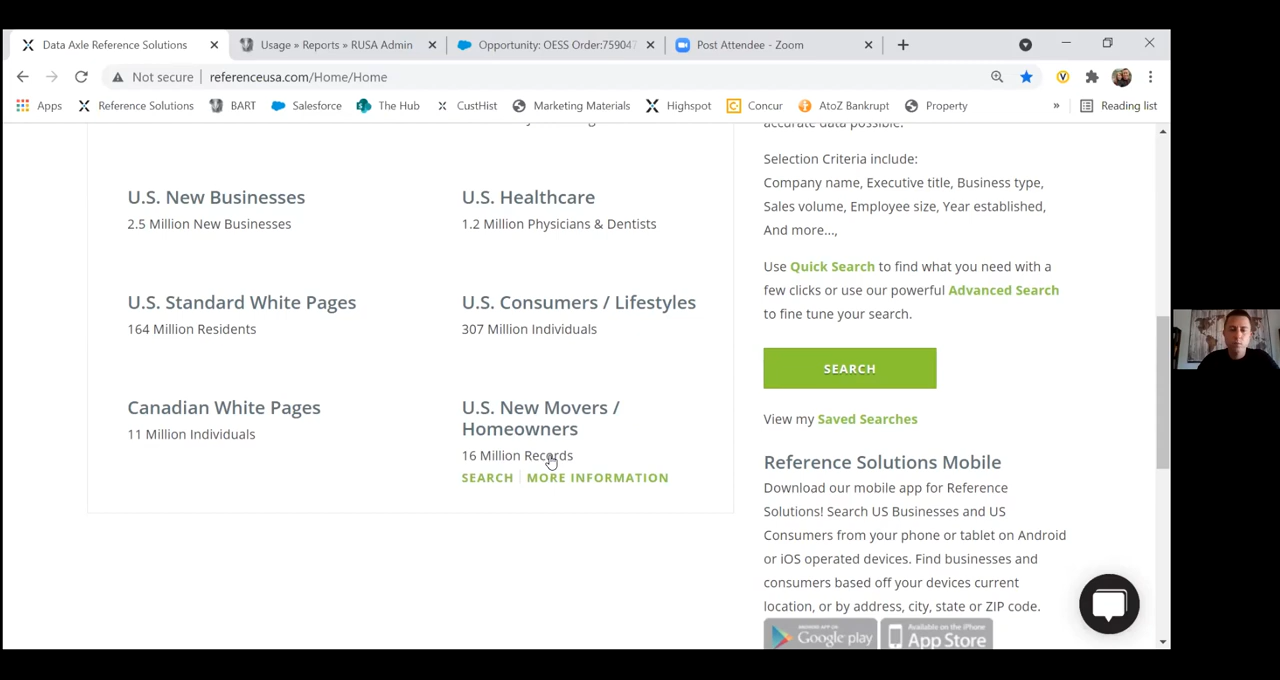 Data Axle Reference Solutions
Usage » Reports » RUSA Admin
Opportunity: OESS Order:75904
Post Attendee - Zoom
Not secure
referenceusa.com/Home/Home
Apps
Reference Solutions
BART
Salesforce
The Hub
CustHist
Marketing Materials
Highspot
Concur
AtoZ Bankrupt
Property
»
Reading list
U.S. New Businesses
2.5 Million New Businesses
U.S. Healthcare
1.2 Million Physicians & Dentists
U.S. Standard White Pages
164 Million Residents
U.S. Consumers / Lifestyles
307 Million Individuals
Canadian White Pages
11 Million Individuals
U.S. New Movers /
Homeowners
16 Million Records
SEARCH | MORE INFORMATION
accurate data possible.
Selection Criteria include:
Company name, Executive title, Business type,
Sales volume, Employee size, Year established,
And more...,
Use Quick Search to find what you need with a
few clicks or use our powerful Advanced Search
to fine tune your search.
SEARCH
View my Saved Searches
Reference Solutions Mobile
Download our mobile app for Reference
Solutions! Search US Businesses and US
Consumers from your phone or tablet on Android
or iOS operated devices. Find businesses and
consumers based off your devices current
location, or by address, city, state or ZIP code.
Google play
Available on the iPhone
App Store